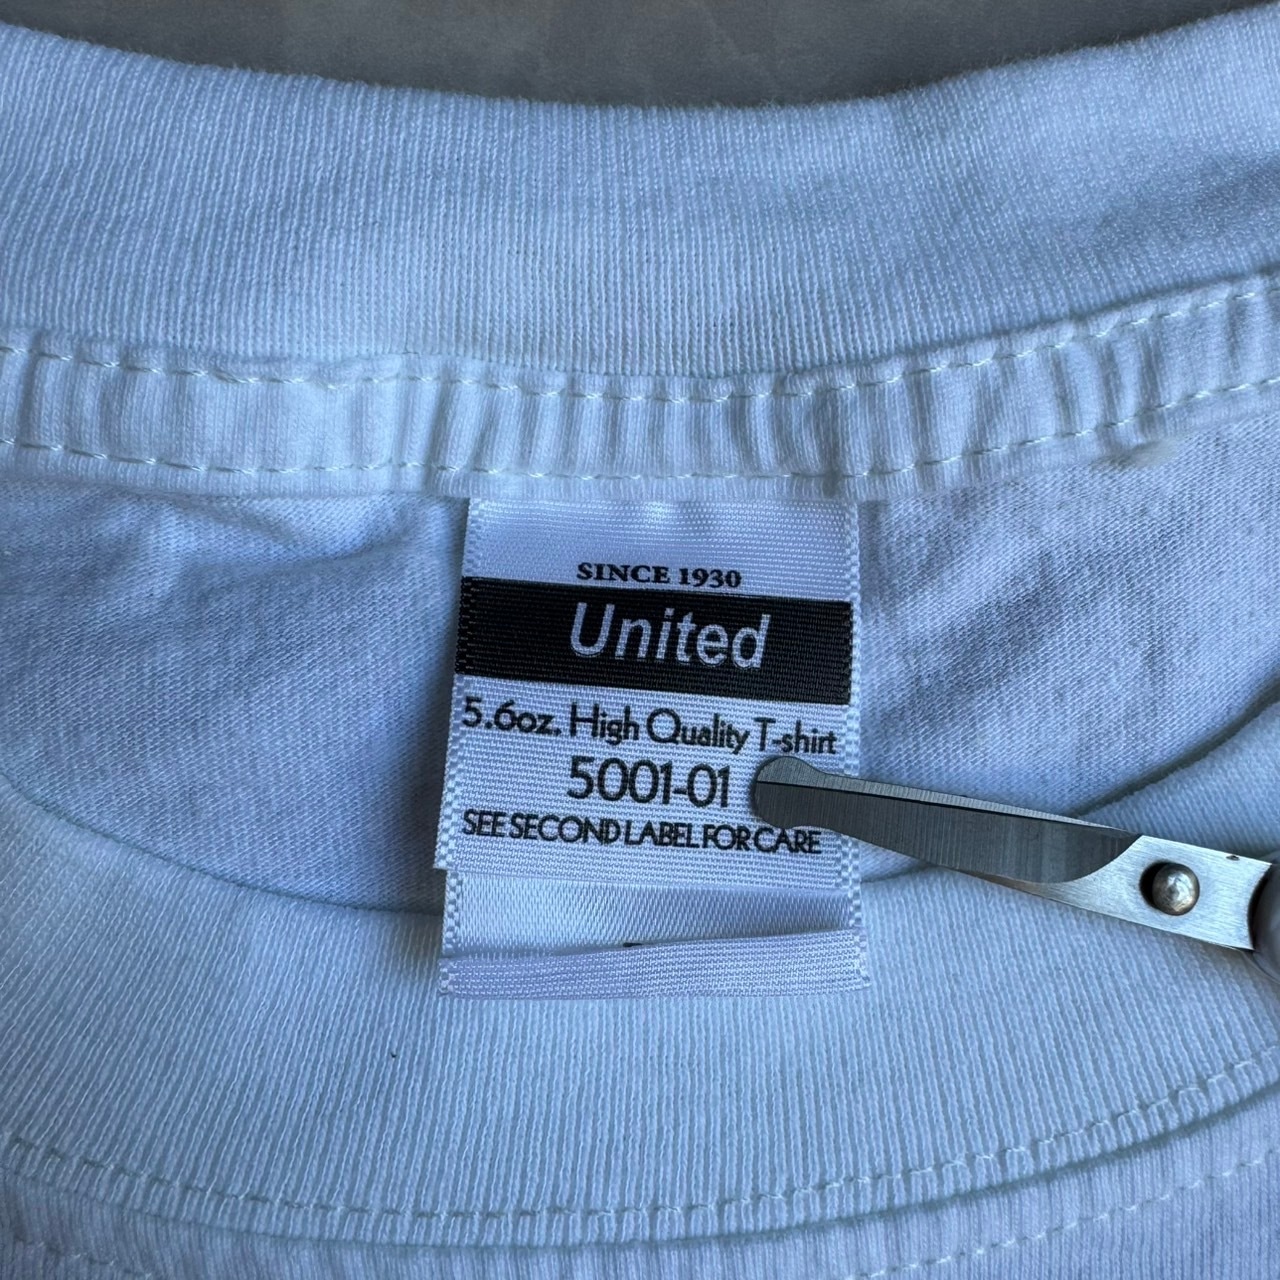 SINCE 1930
United
5.6oz. High Quality T-shirt
5001-01
SEE SECOND LABEL FOR CARE